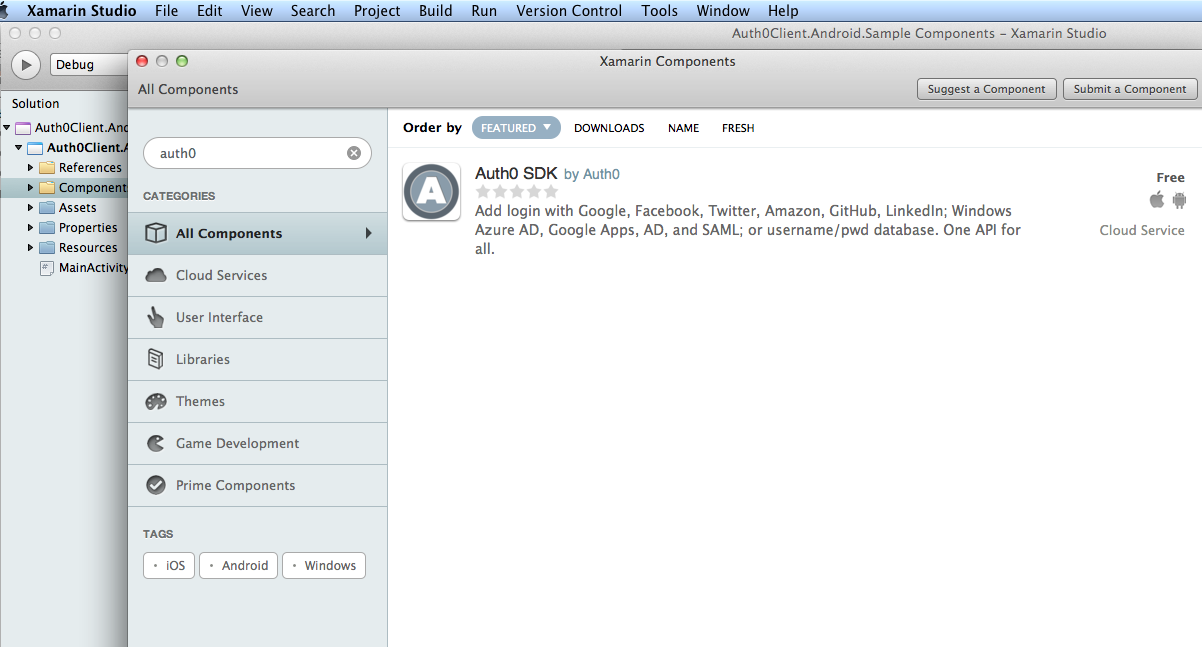 Xamarin Studio File Edit View Search Project Build Run Version Control Tools Window Help
Auth0Client.Android.Sample Components – Xamarin Studio
Debug
Xamarin Components
All Components
Suggest a Component
Submit a Component
Solution
Auth0Client.And
Auth0Client.A
References
Component
Assets
Properties
Resources
MainActivity
auth0
CATEGORIES
All Components
Cloud Services
User Interface
Libraries
Themes
Game Development
Prime Components
TAGS
• iOS
• Android
• Windows
Order by FEATURED DOWNLOADS NAME FRESH
A
Auth0 SDK by Auth0
Add login with Google, Facebook, Twitter, Amazon, GitHub, LinkedIn; Windows
Azure AD, Google Apps, AD, and SAML; or username/pwd database. One API for
all.
Free
Cloud Service